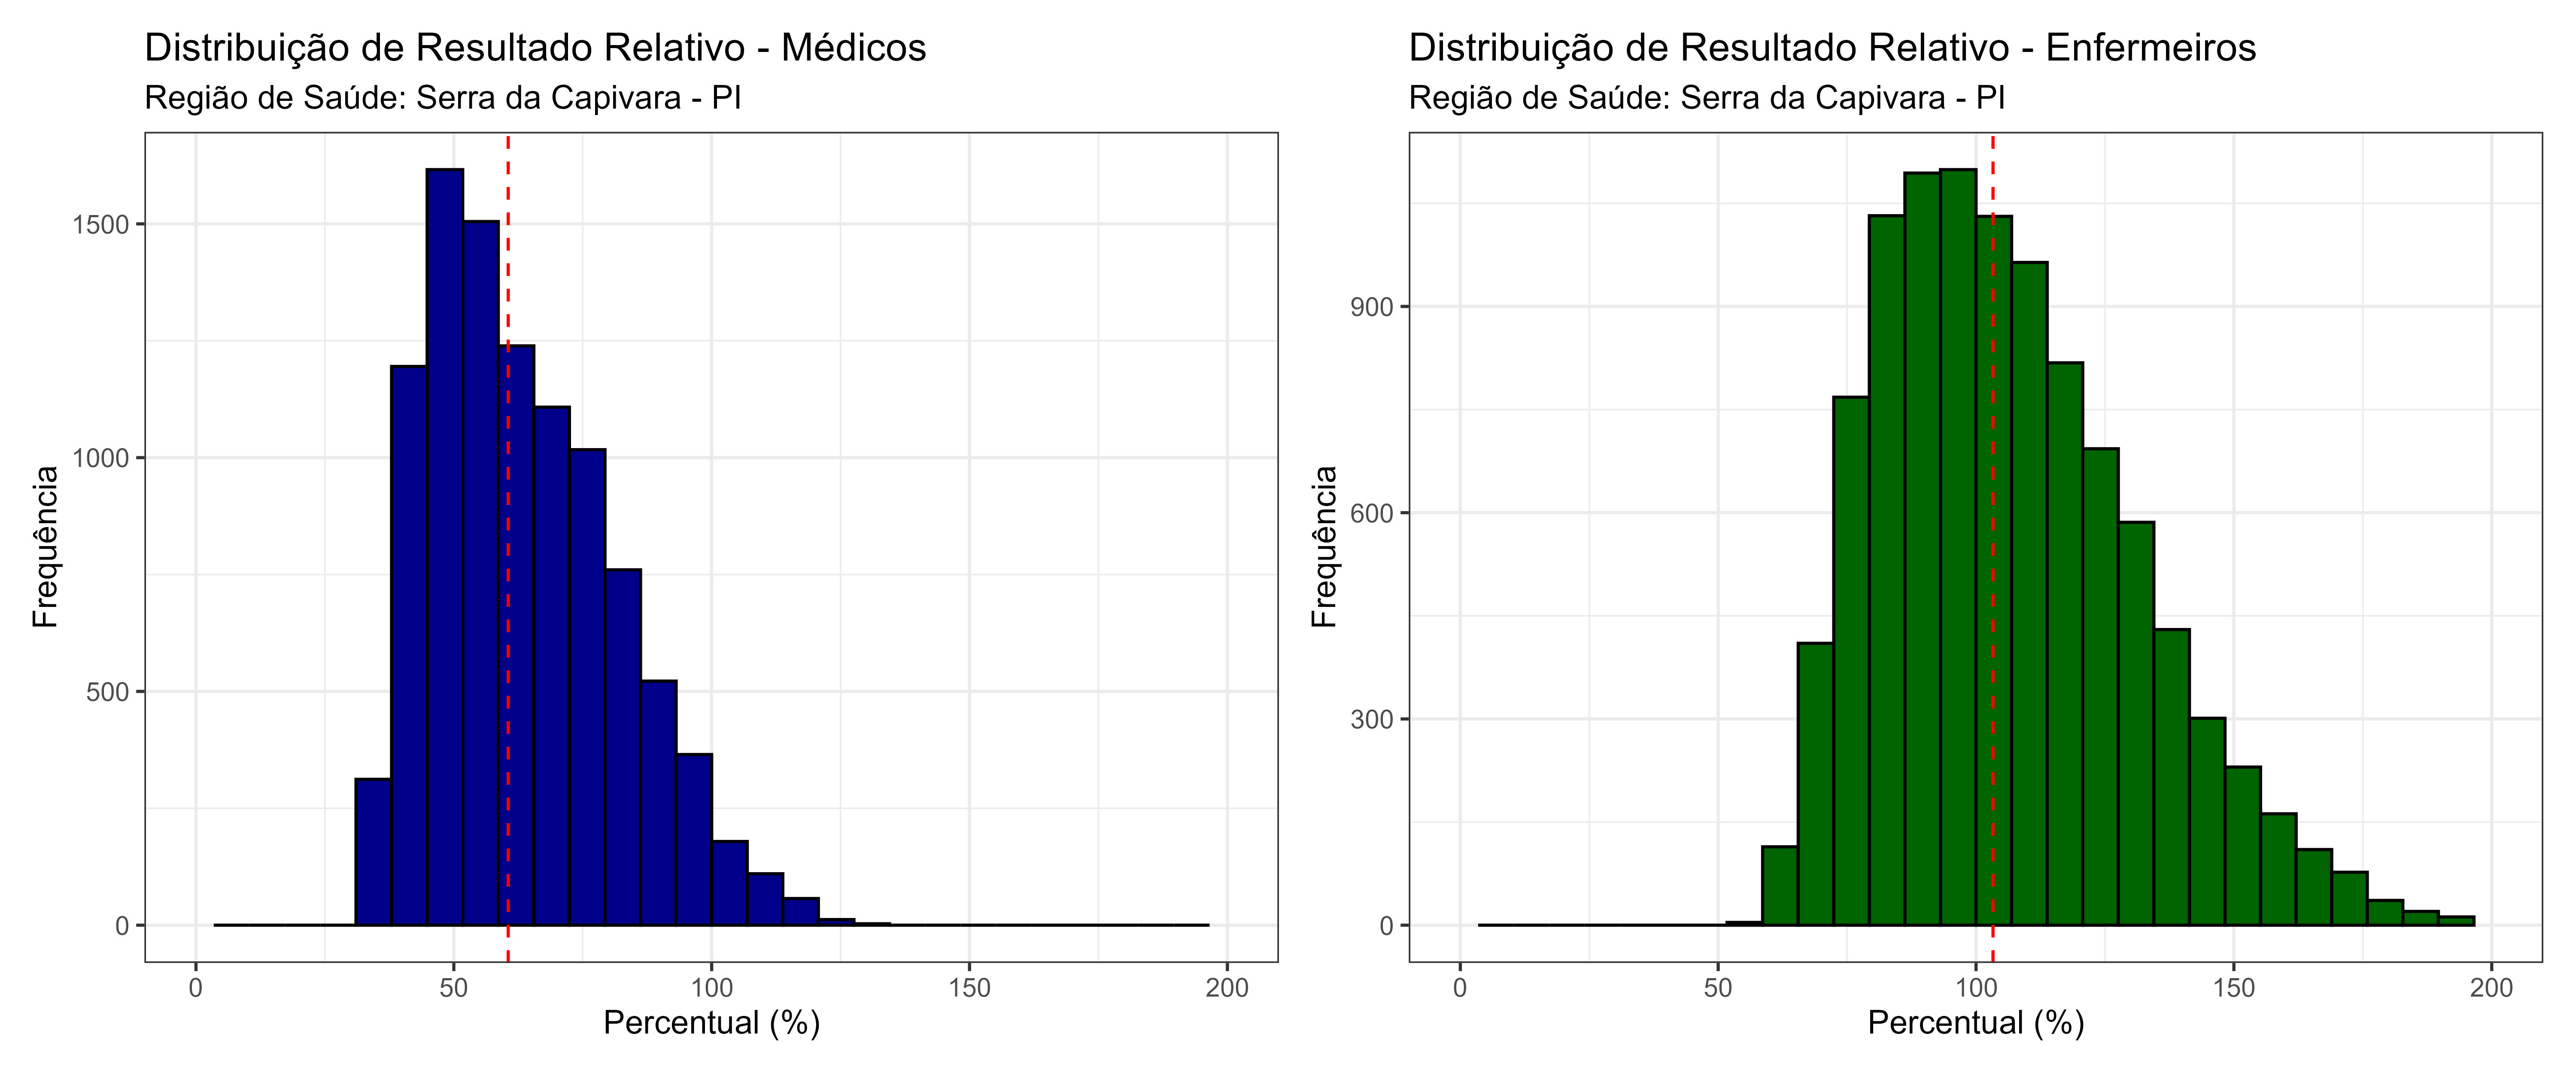 Distribuição de Resultado Relativo - Médicos
Região de Saúde: Serra da Capivara - PI
1500
1000
500
0
Frequência
0 50 100 150 200
Percentual (%)
Distribuição de Resultado Relativo - Enfermeiros
Região de Saúde: Serra da Capivara - PI
900
600
300
0
Frequência
0 50 100 150 200
Percentual (%)